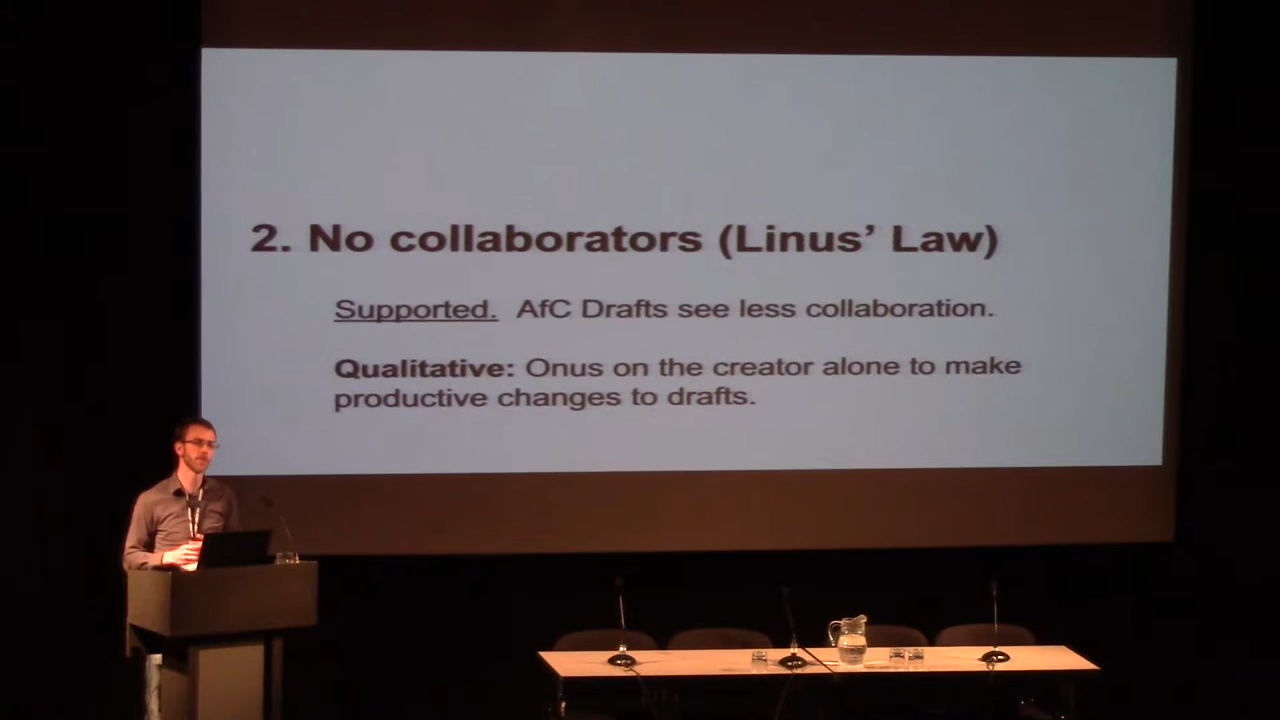 2. No collaborators (Linus’ Law)
Supported. AfC Drafts see less collaboration.
Qualitative: Onus on the creator alone to make
productive changes to drafts.